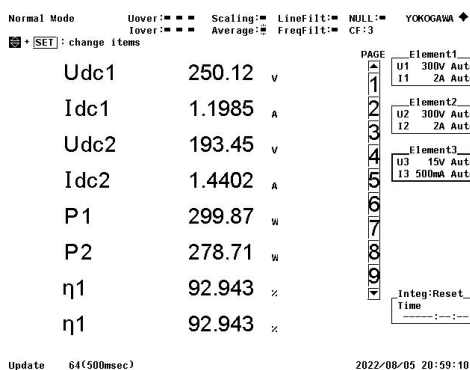 Normal Mode Uover: Scaling: LineFilt: NULL: YOKOGAWA
Iover: Average: FreqFilt: CF:3
+ SET : change items
PAGE
Udc1 250.12 V
Idc1 1.1985 A
Udc2 193.45 V
Idc2 1.4402 A
P1 299.87 W
P2 278.71 W
η1 92.943 %
η1 92.943 %
1
2
3
4
5
6
7
8
9
Element1
U1 300V Aut
I1 2A Aut
Element2
U2 300V Aut
I2 2A Aut
Element3
U3 15V Aut
I3 500mA Aut
Integ:Reset
Time
-----:--:--
Update 64(500msec) 2022/08/05 20:59:10